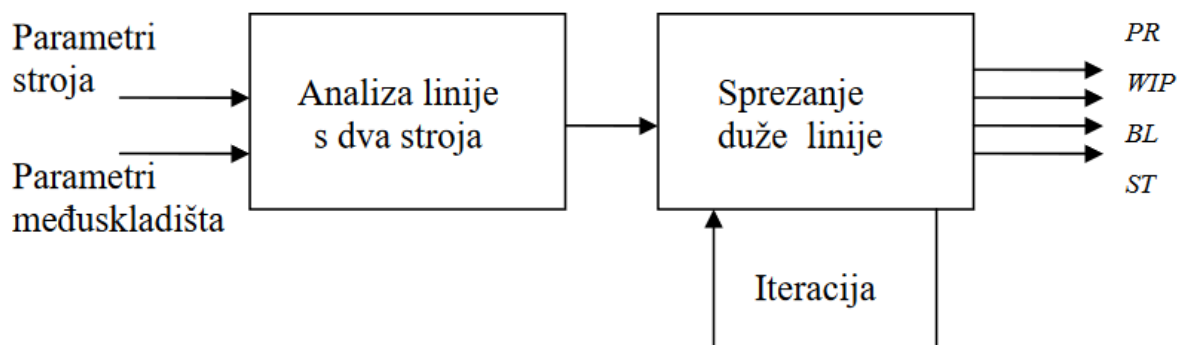 Parametri
stroja
Parametri
međuskladišta
Analiza linije
s dva stroja
Sprezanje
duže linije
Iteracija
PR
WIP
BL
ST